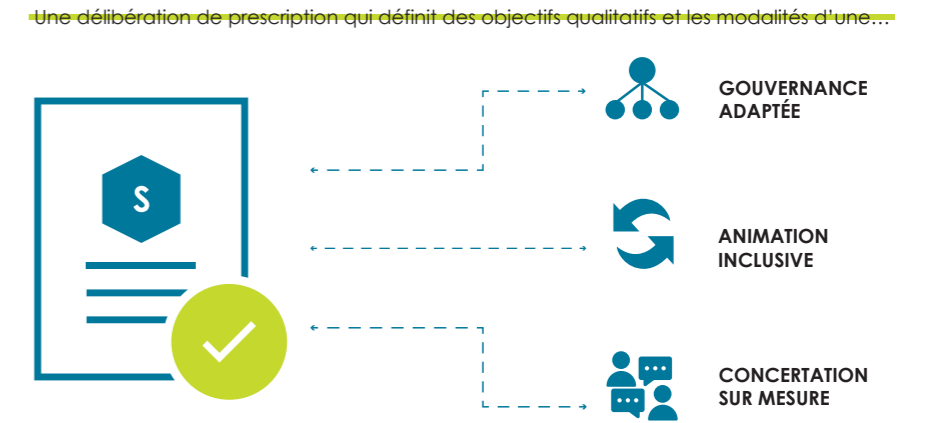 Une délibération de prescription qui définit des objectifs qualitatifs et les modalités d'une...
GOUVERNANCE
ADAPTÉE
S
ANIMATION
INCLUSIVE
CONCERTATION
SUR MESURE